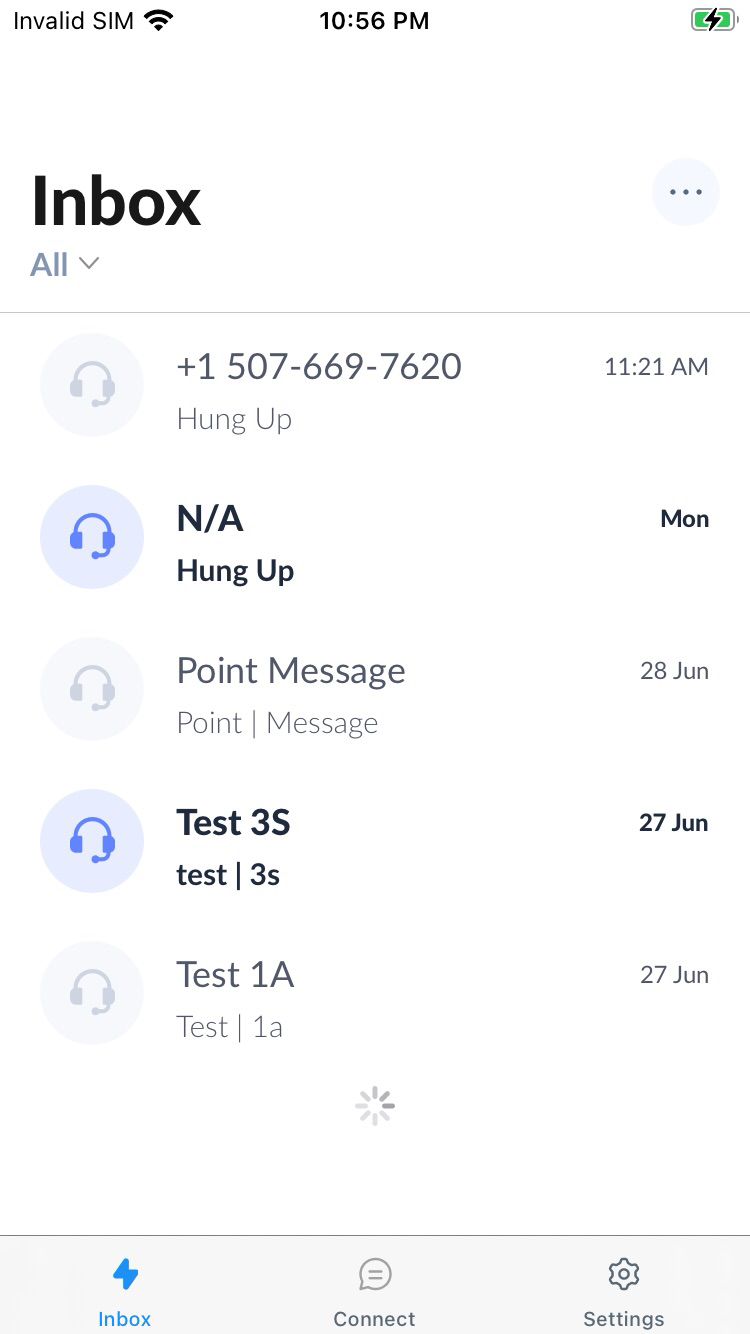 Invalid SIM 10:56 PM
Inbox
All
+1 507-669-7620 11:21 AM
Hung Up
N/A Mon
Hung Up
Point Message 28 Jun
Point | Message
Test 3S 27 Jun
test | 3s
Test 1A 27 Jun
Test | 1a
Inbox Connect Settings